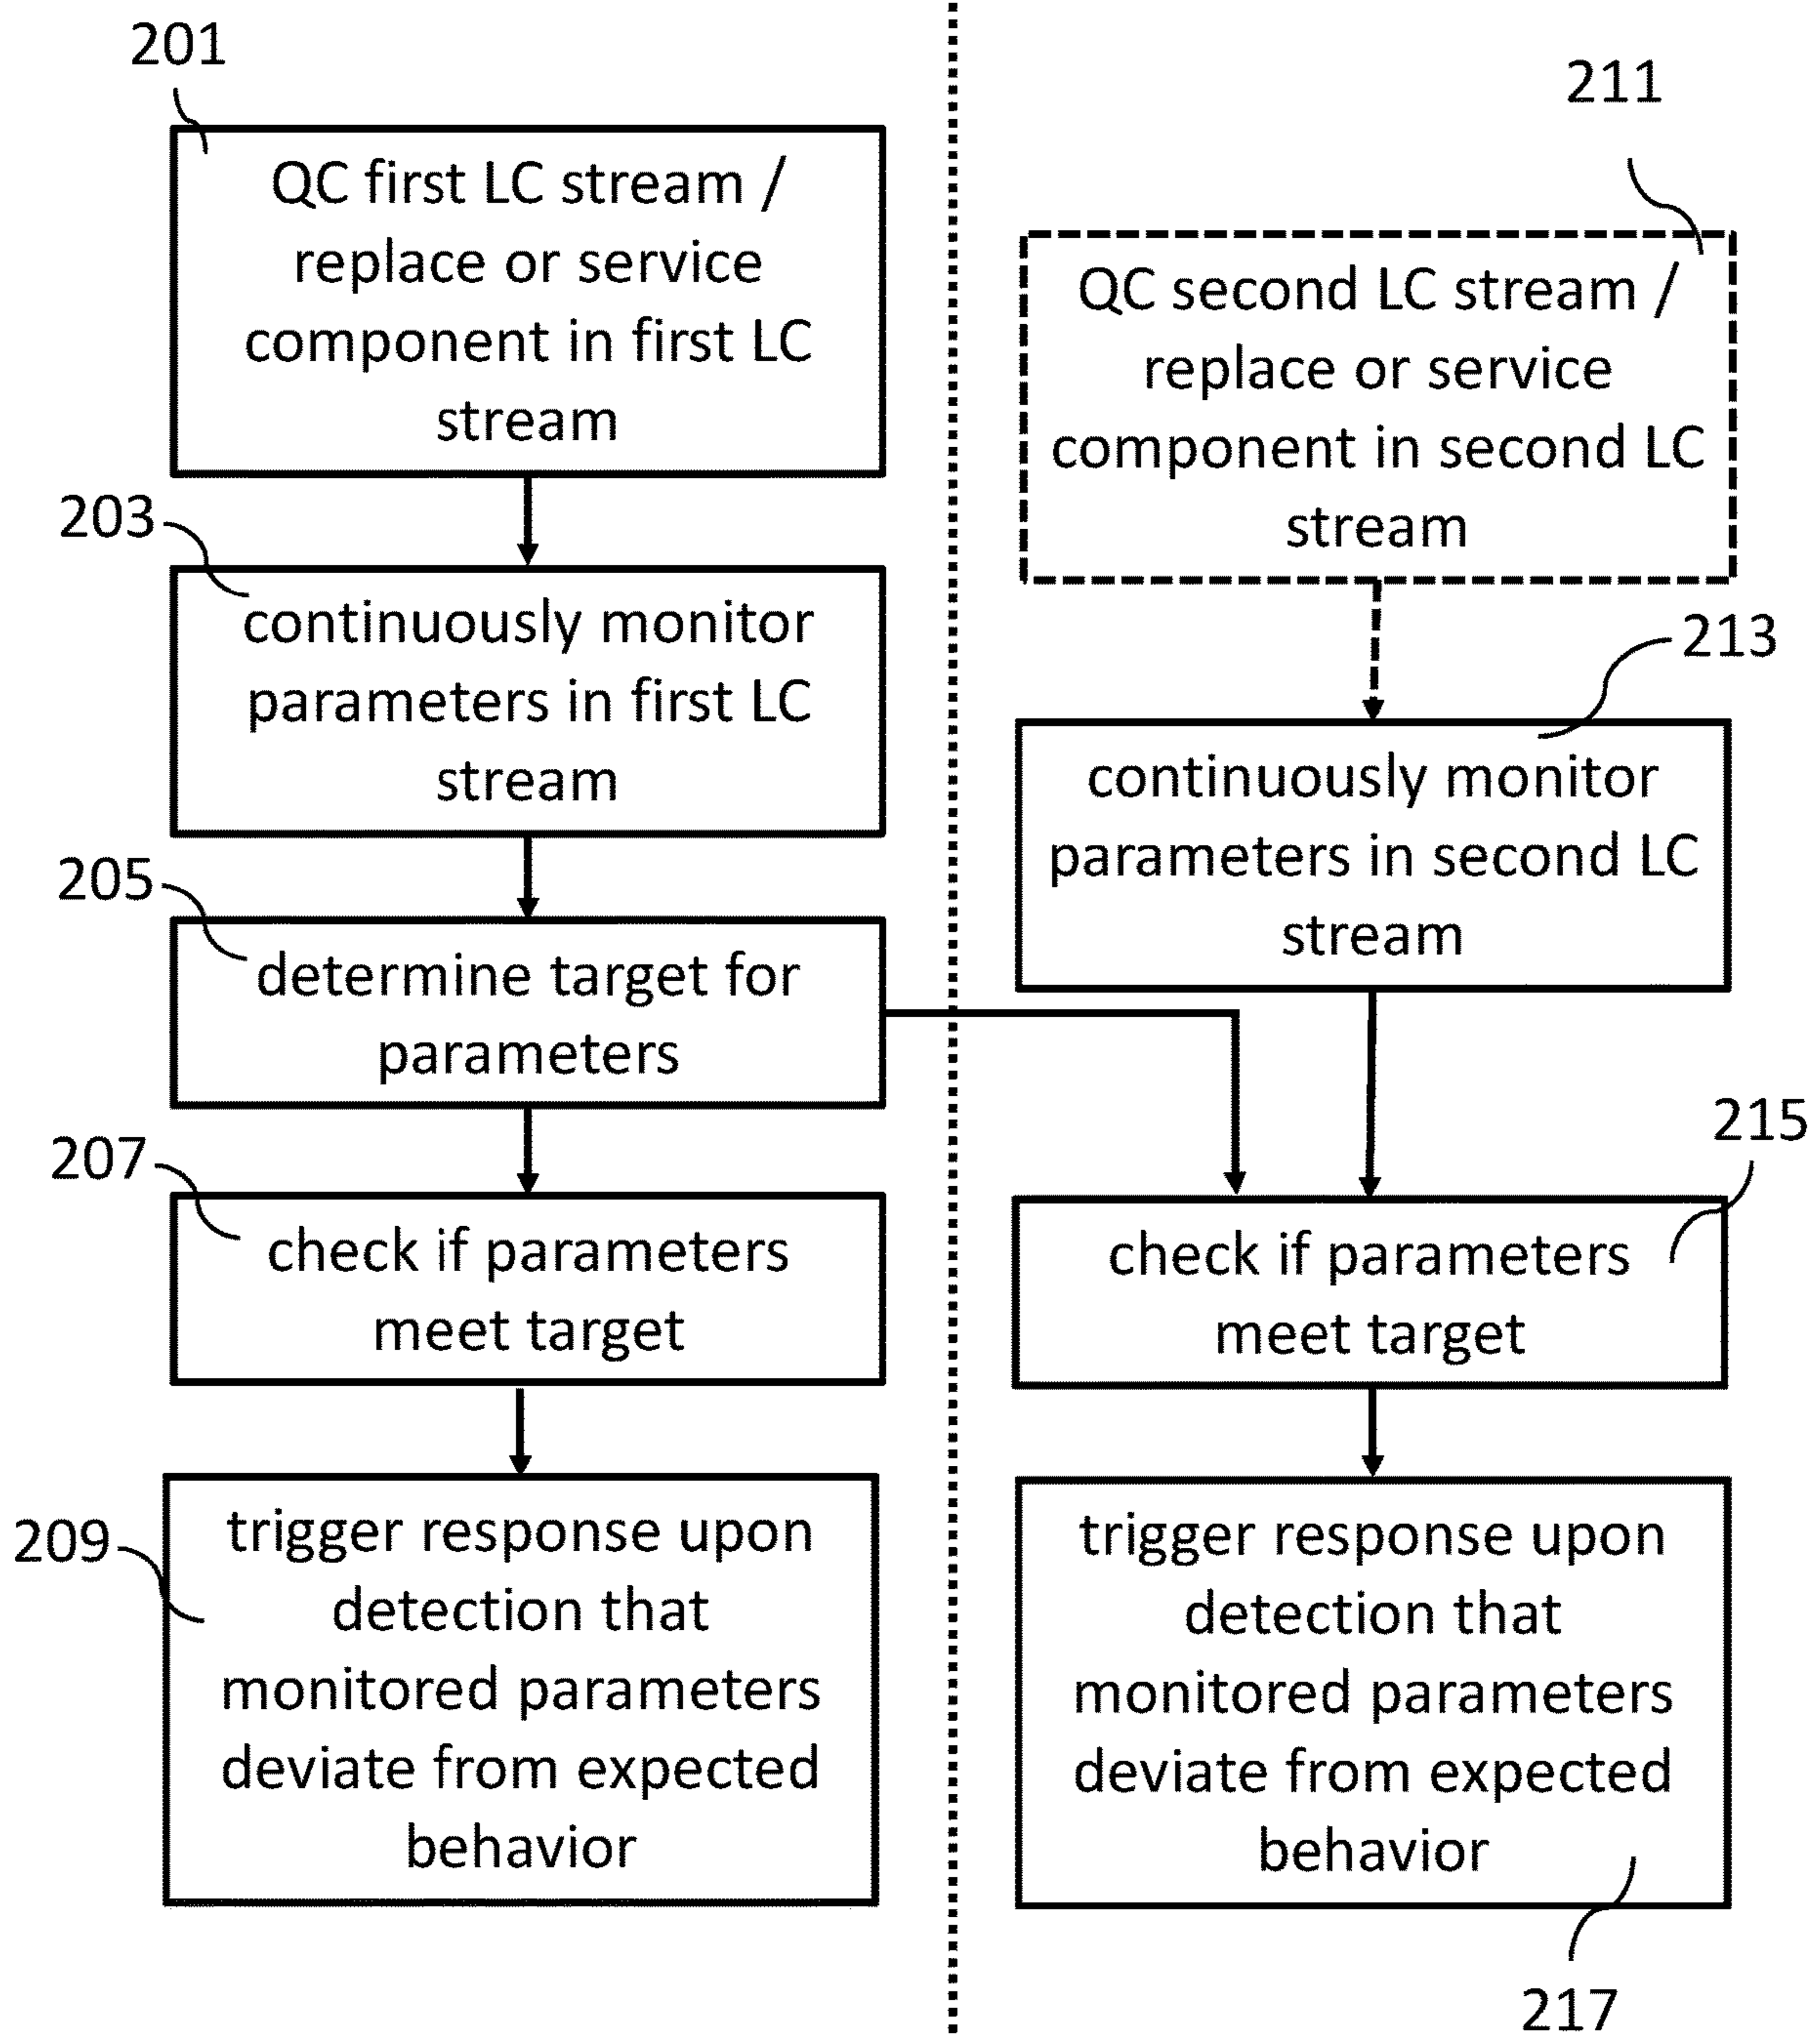 201
QC first LC stream /
replace or service
component in first LC
stream
203
continuously monitor
parameters in first LC
stream
205
determine target for
parameters
207
check if parameters
meet target
209
trigger response upon
detection that
monitored parameters
deviate from expected
behavior
211
QC second LC stream /
replace or service
component in second LC
stream
213
continuously monitor
parameters in second LC
stream
215
check if parameters
meet target
trigger response upon
detection that
monitored parameters
deviate from expected
behavior
217